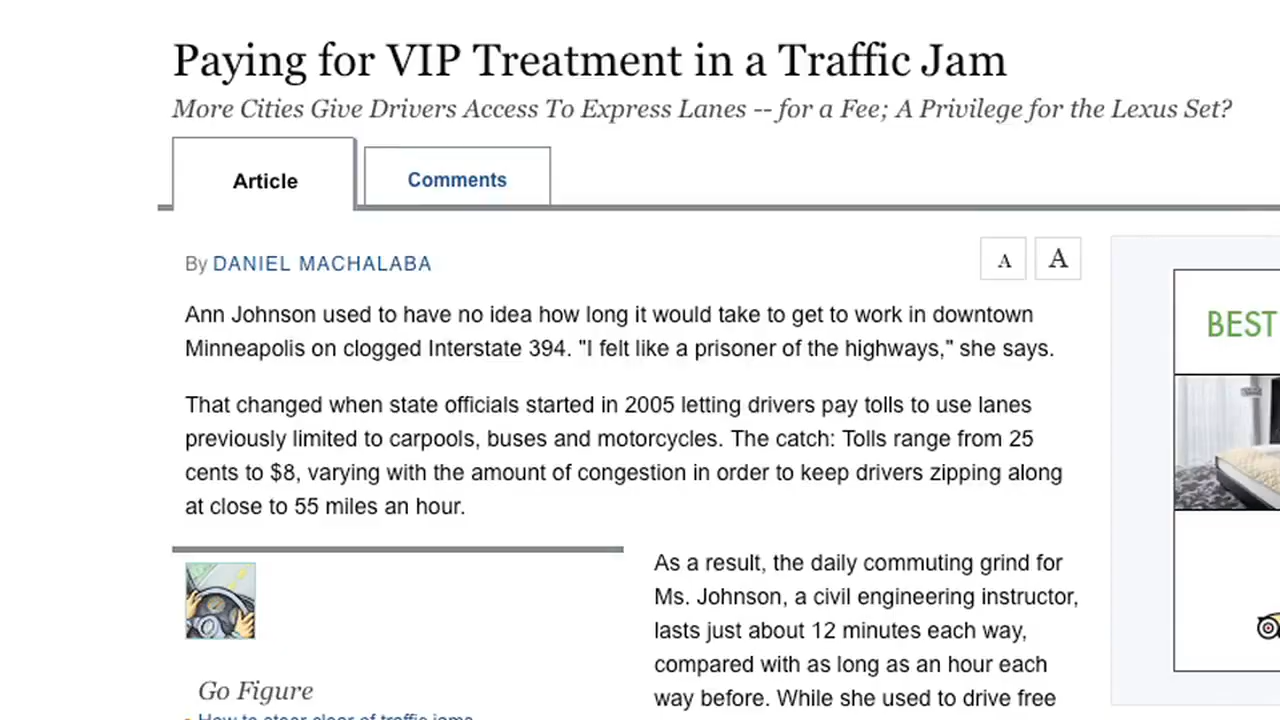 Paying for VIP Treatment in a Traffic Jam
More Cities Give Drivers Access To Express Lanes -- for a Fee; A Privilege for the Lexus Set?
Article
Comments
By DANIEL MACHALABA
A A
Ann Johnson used to have no idea how long it would take to get to work in downtown
Minneapolis on clogged Interstate 394. "I felt like a prisoner of the highways," she says.
That changed when state officials started in 2005 letting drivers pay tolls to use lanes
previously limited to carpools, buses and motorcycles. The catch: Tolls range from 25
cents to $8, varying with the amount of congestion in order to keep drivers zipping along
at close to 55 miles an hour.
As a result, the daily commuting grind for
Ms. Johnson, a civil engineering instructor,
lasts just about 12 minutes each way,
compared with as long as an hour each
way before. While she used to drive free
Go Figure
How to steer clear of traffic jams
BEST